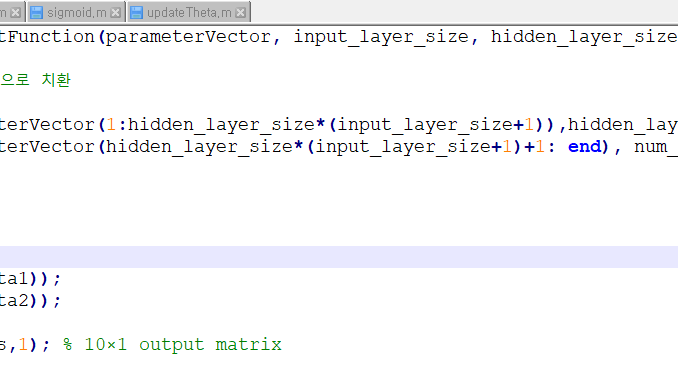 m sigmoid,m updateTheta,m
tFunction(parameterVector, input_layer_size, hidden_layer_size
으로 치환
terVector(1:hidden_layer_size*(input_layer_size+1)),hidden_lay
terVector(hidden_layer_size*(input_layer_size+1)+1: end), num_
ta1));
ta2));
s,1); % 10×1 output matrix